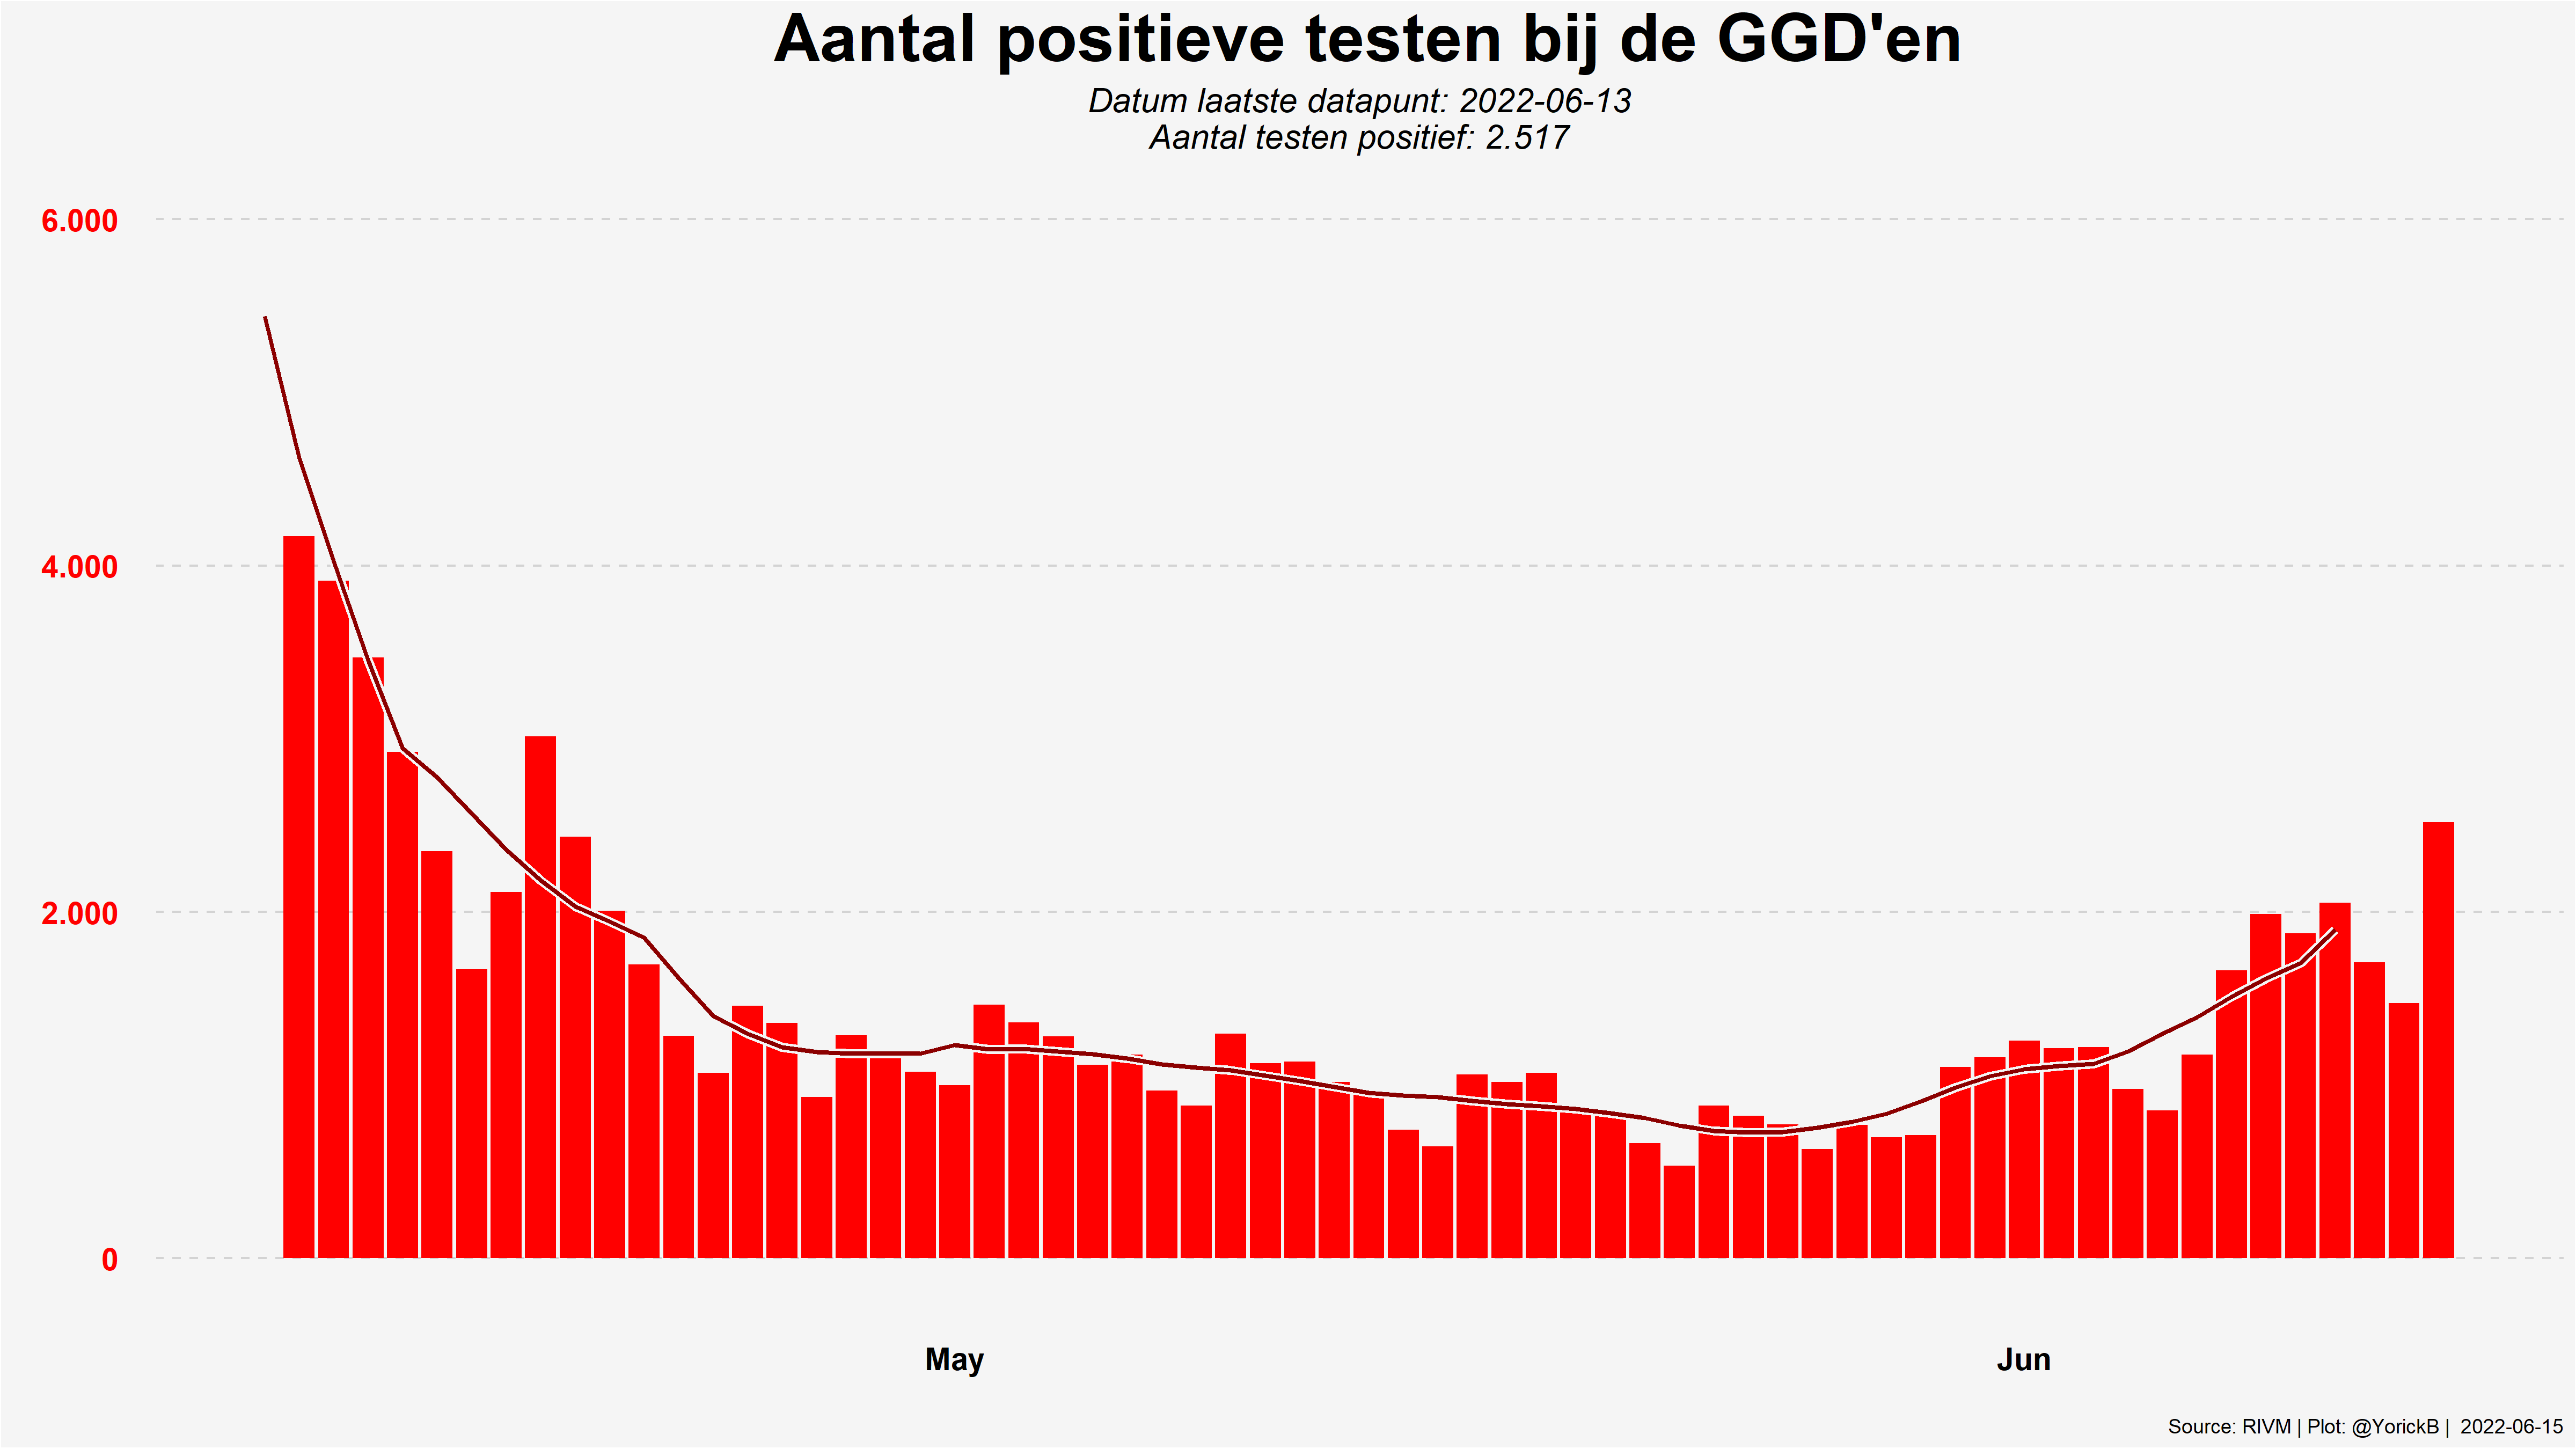 Aantal positieve testen bij de GGD'en
Datum laatste datapunt: 2022-06-13
Aantal testen positief: 2.517
6.000
4.000
2.000
0
May
Jun
Source: RIVM | Plot: @YorickB | 2022-06-15